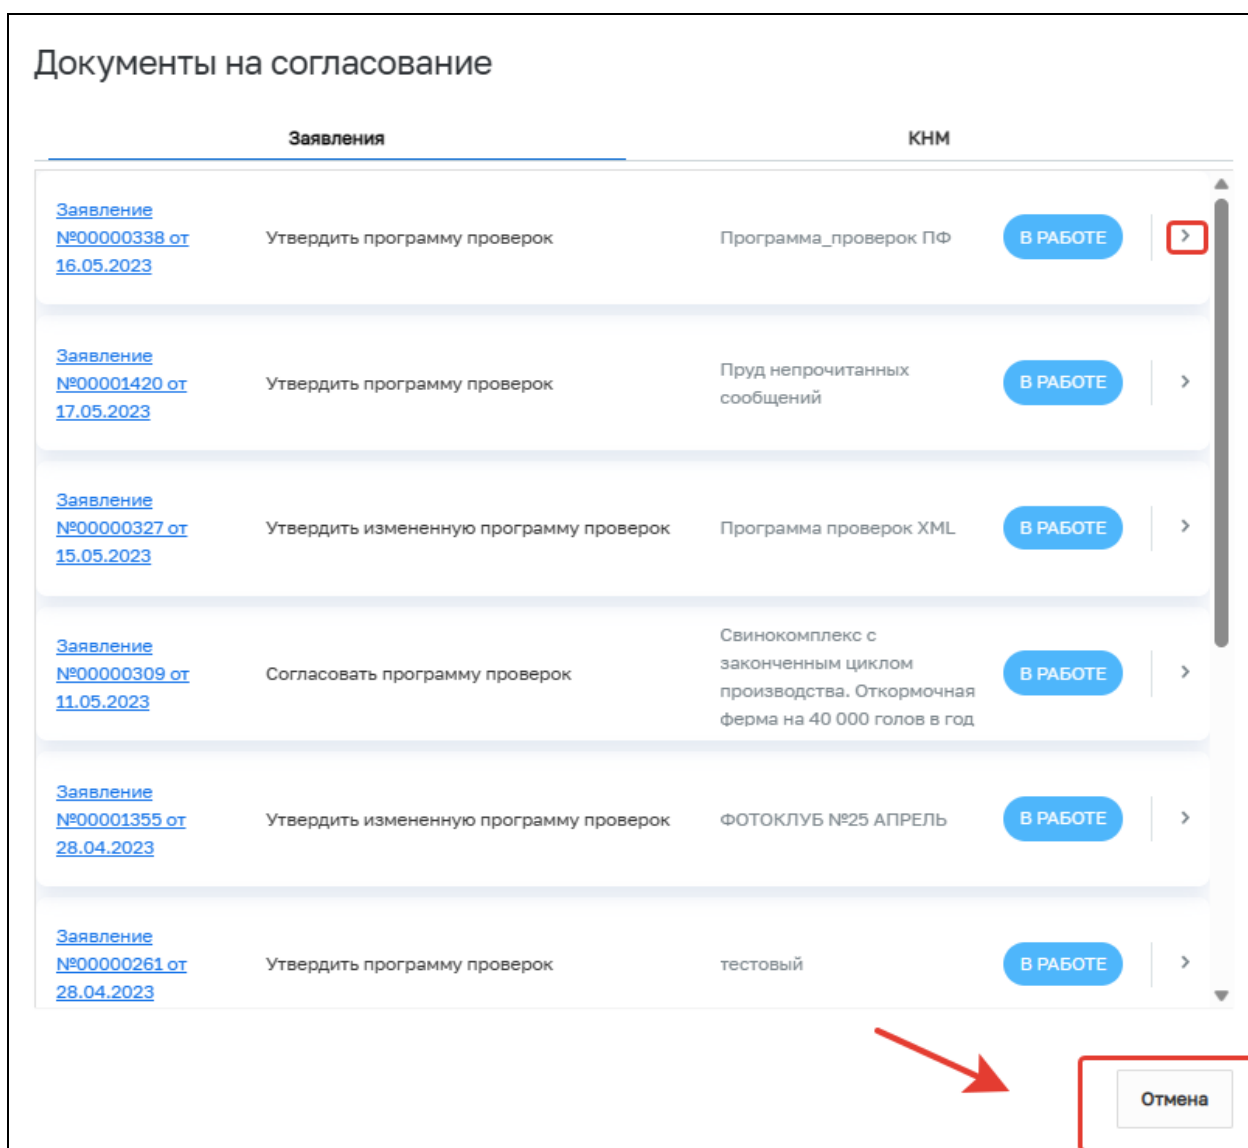 Документы на согласование
Заявления
КНМ
Заявление
№00000338 от
16.05.2023
Утвердить программу проверок
Программа_проверок ПФ
В РАБОТЕ
Заявление
№00001420 от
17.05.2023
Утвердить программу проверок
Пруд непрочитанных
сообщений
В РАБОТЕ
Заявление
№00000327 от
15.05.2023
Утвердить измененную программу проверок
Программа проверок XML
В РАБОТЕ
Заявление
№00000309 от
11.05.2023
Согласовать программу проверок
Свинокомплекс с
законченным циклом
производства. Откормочная
ферма на 40 000 голов в год
В РАБОТЕ
Заявление
№00001355 от
28.04.2023
Утвердить измененную программу проверок
ФОТОКЛУБ №25 АПРЕЛЬ
В РАБОТЕ
Заявление
№00000261 от
28.04.2023
Утвердить программу проверок
тестовый
В РАБОТЕ
Отмена